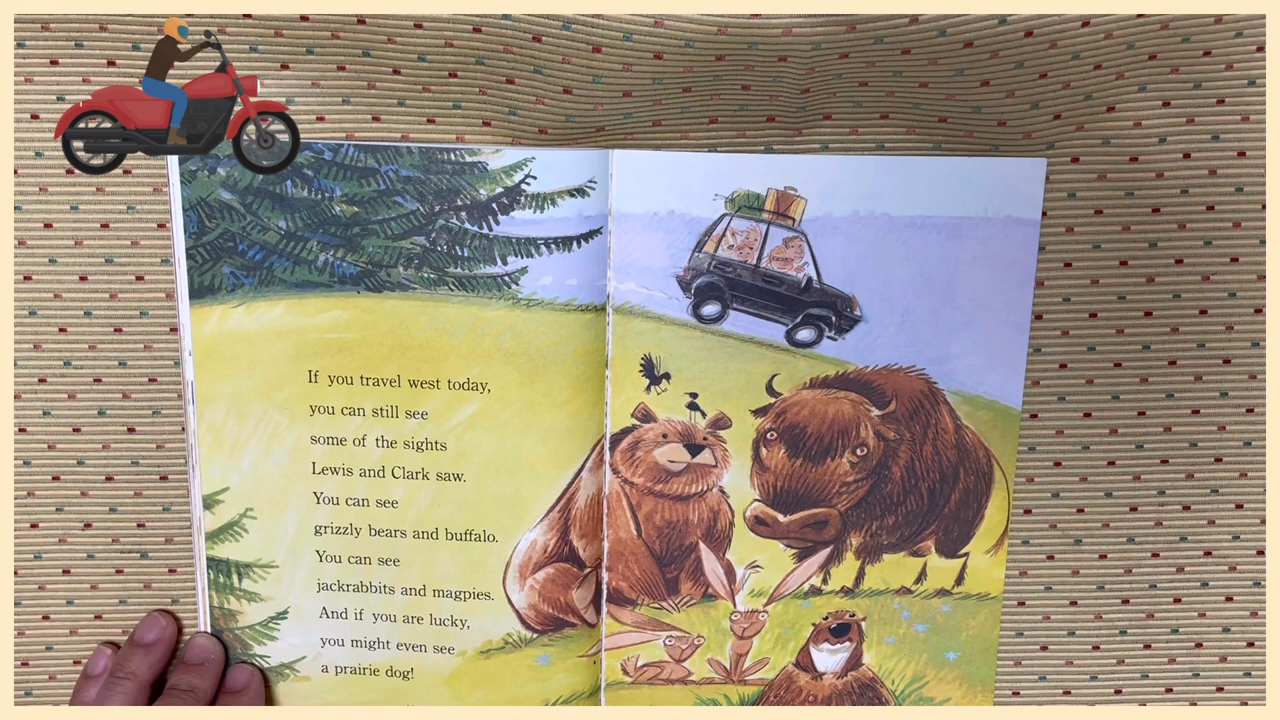 If you travel west today,
you can still see
some of the sights
Lewis and Clark saw.
You can see
grizzly bears and buffalo.
You can see
jackrabbits and magpies.
And if you are lucky,
you might even see
a prairie dog!